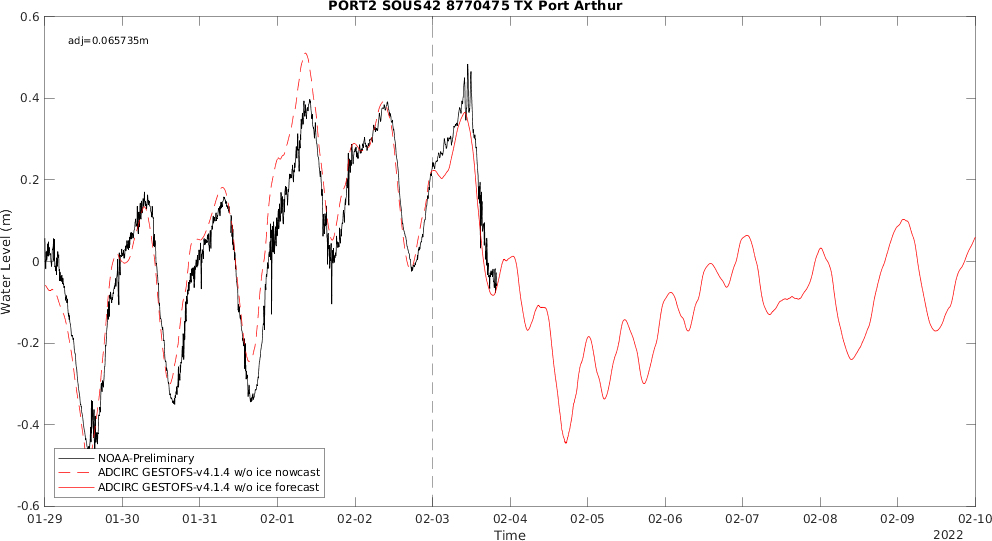 PORT2 SOUS42 8770475 TX Port Arthur
adj=0.065735m
0.6
0.4
0.2
0
-0.2
-0.4
-0.6
Water Level (m)
NOAA-Preliminary
ADCIRC GESTOFS-v4.1.4 w/o ice nowcast
ADCIRC GESTOFS-v4.1.4 w/o ice forecast
01-29 01-30 01-31 02-01 02-02 02-03 02-04 02-05 02-06 02-07 02-08 02-09 02-10
Time
2022